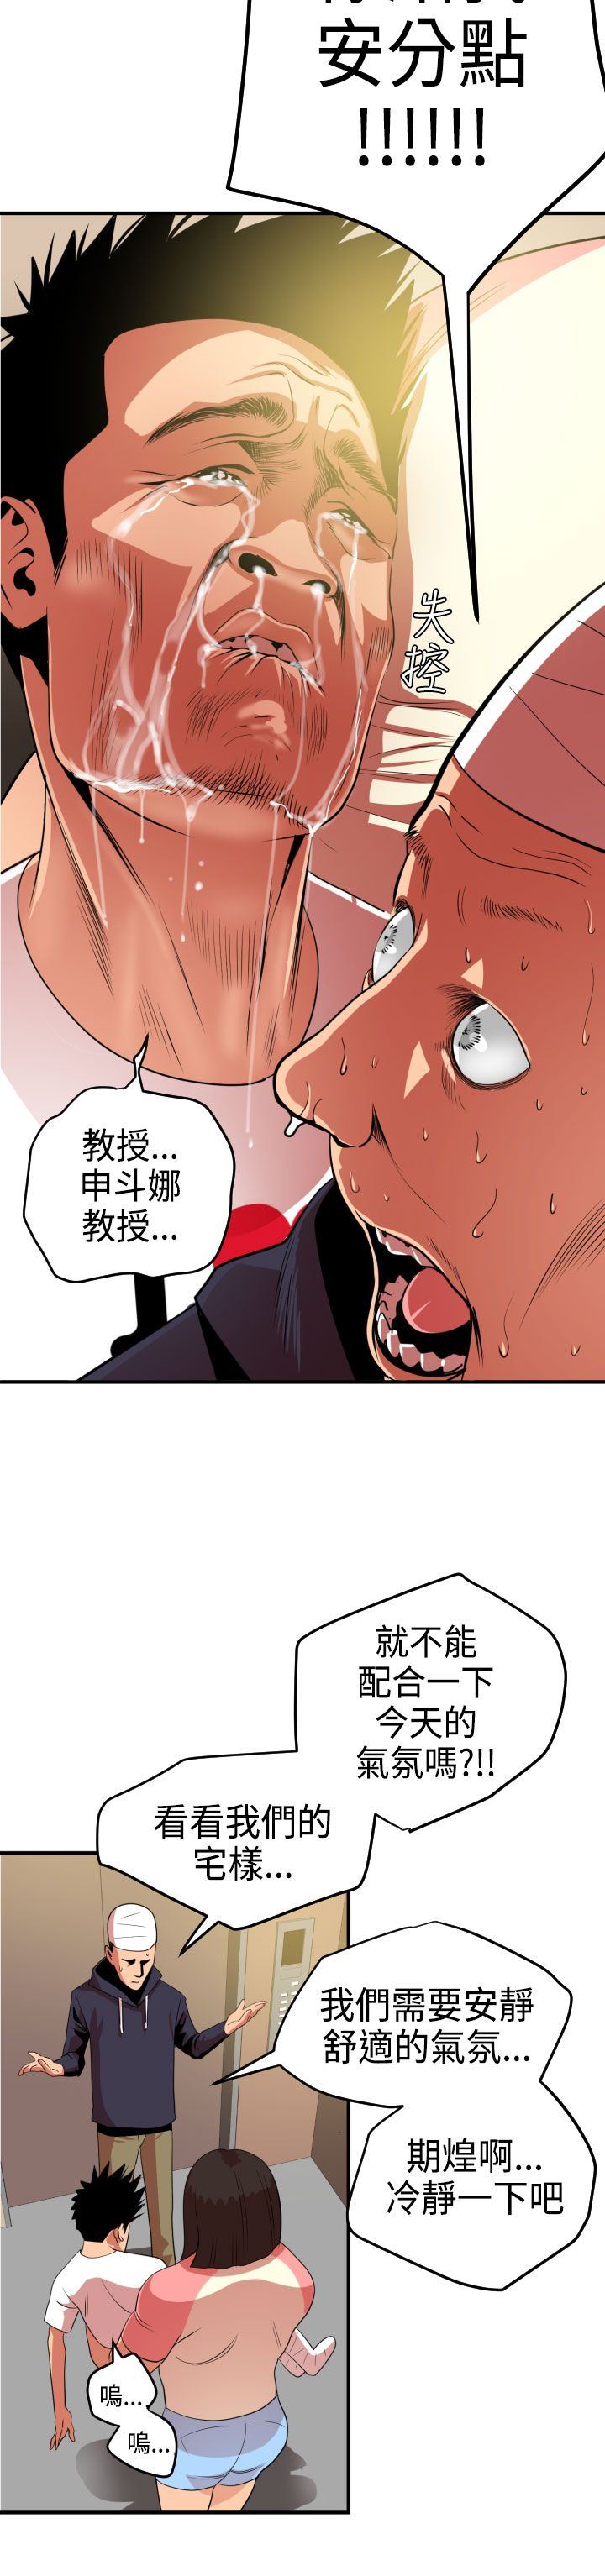 安分點
!!!!!!
失
控
教授...
申斗娜
教授...
就不能
配合一下
今天的
氣氛嗎?!!
看看我們的
宅樣...
我們需要安靜
舒適的氣氛...
期煌啊...
冷靜一下吧
嗚...
嗚...